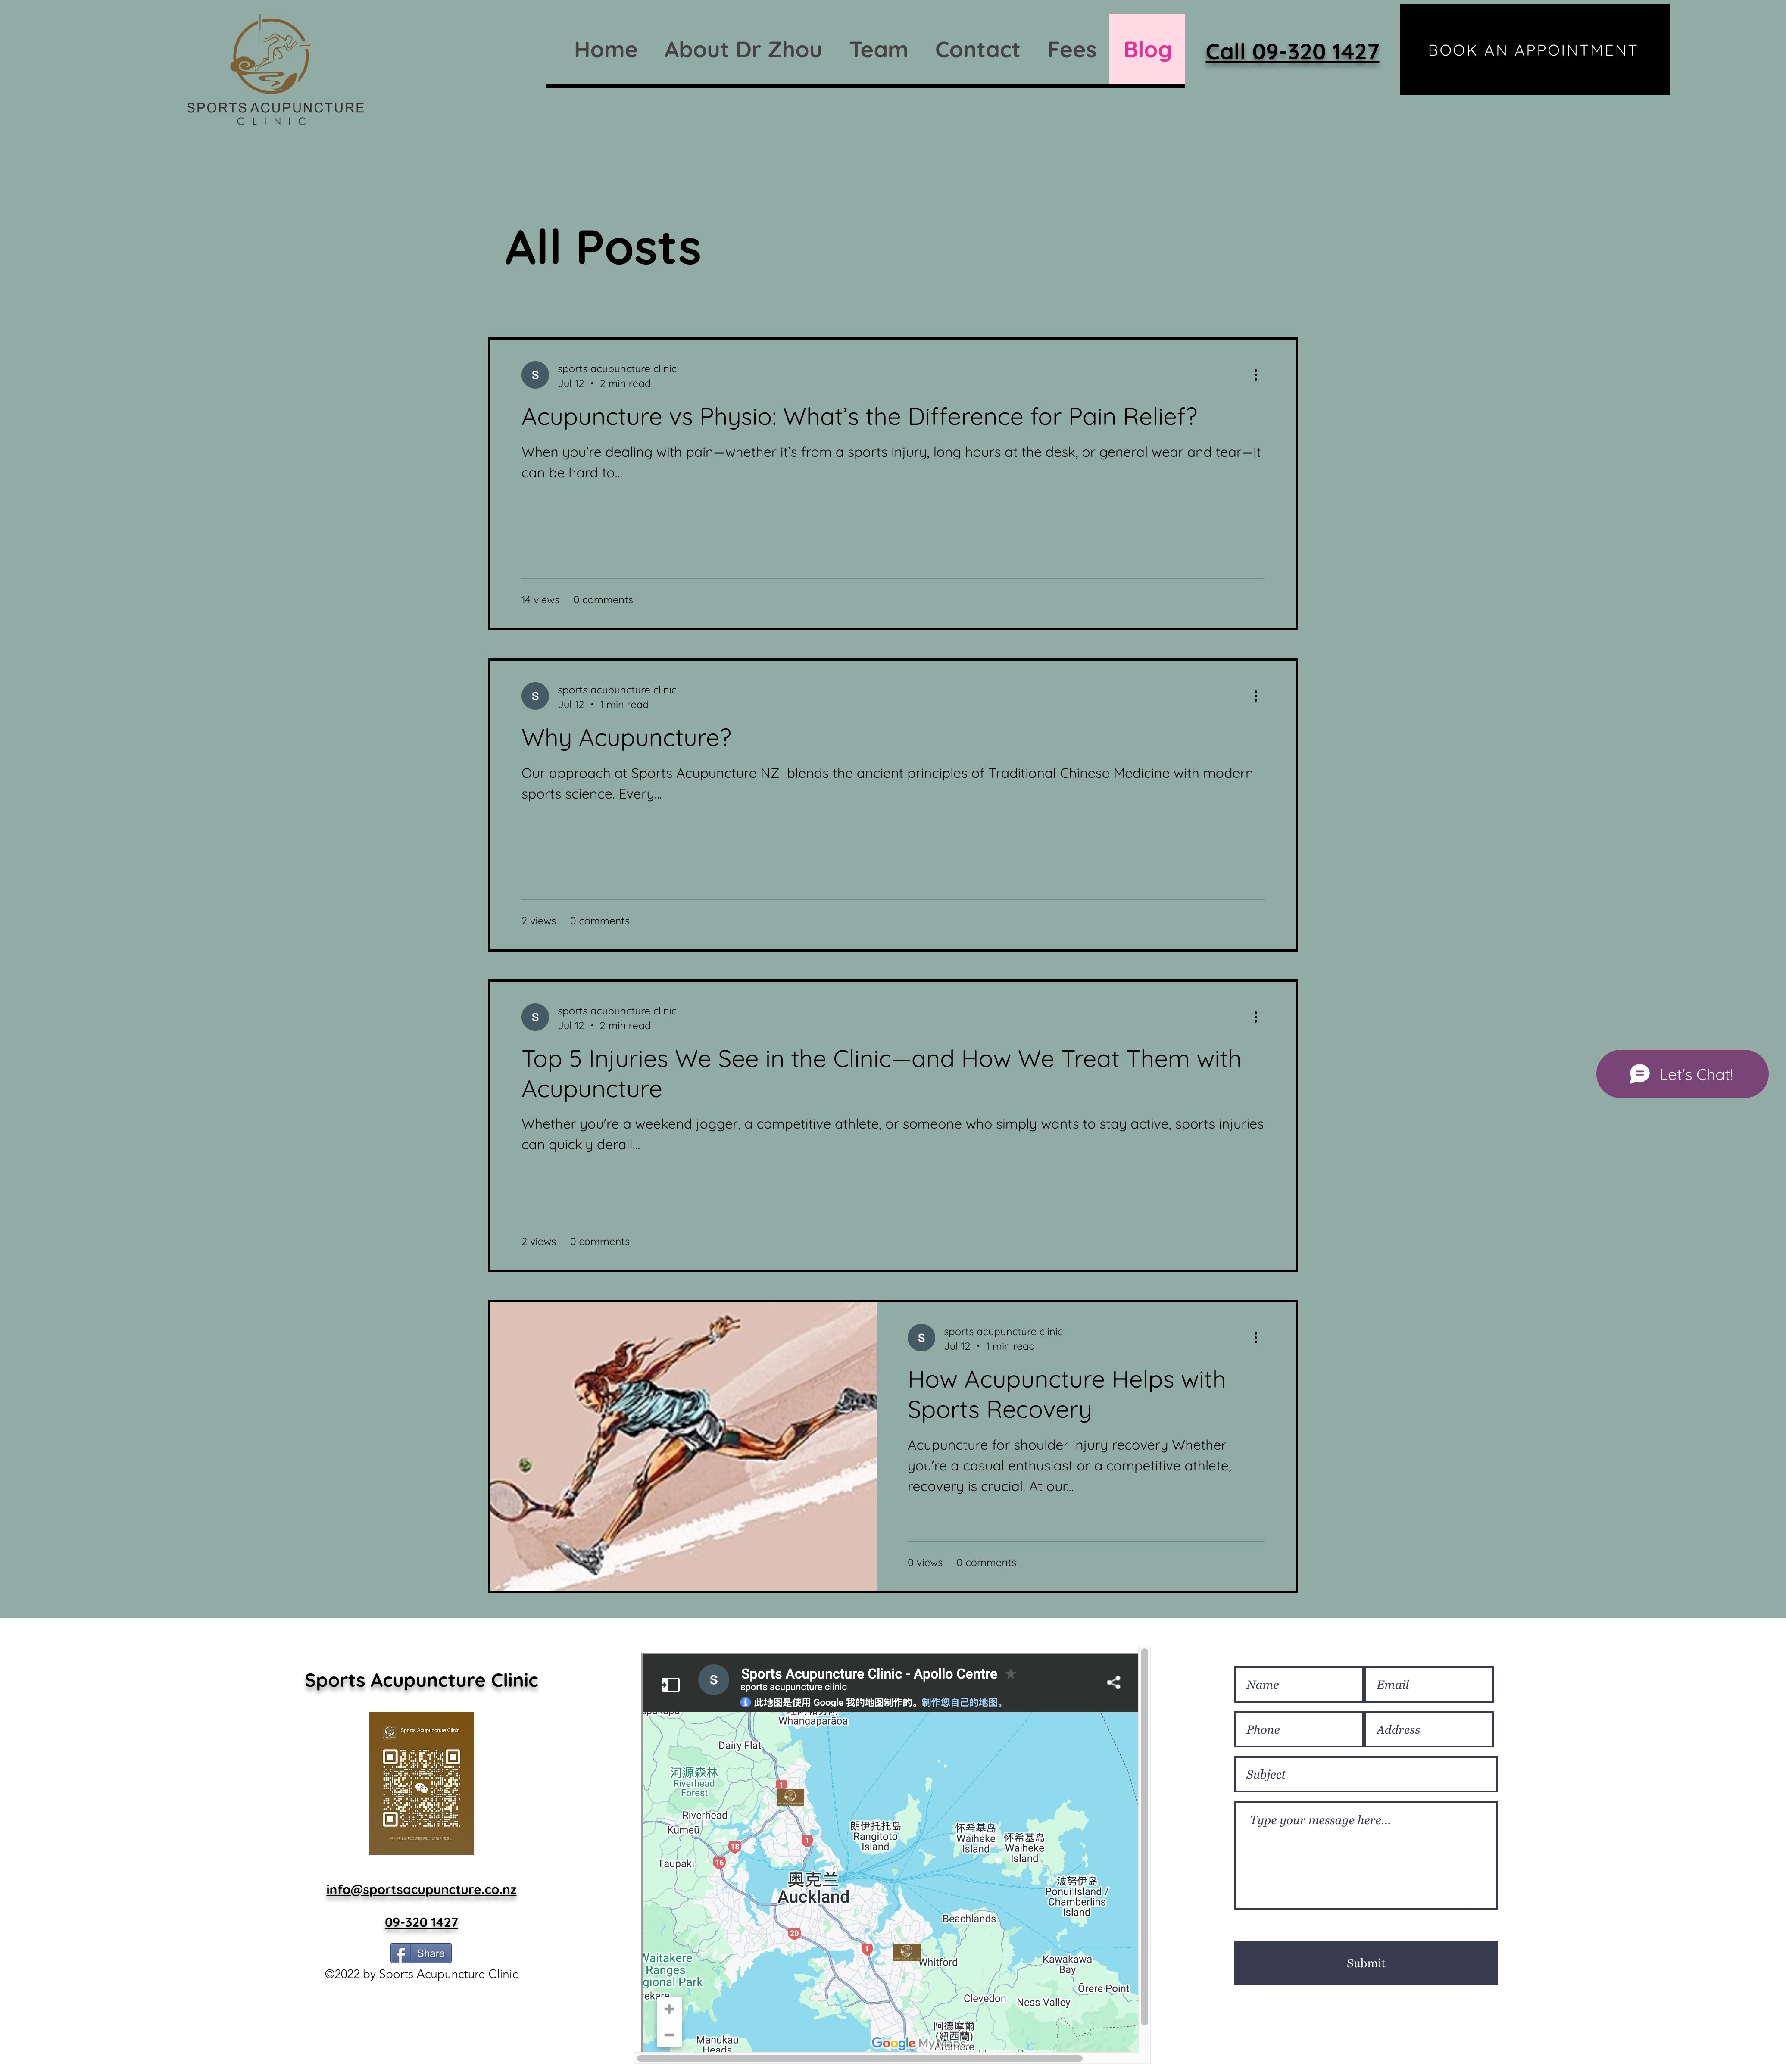 SPORTS ACUPUNCTURE
CLINIC
Home
About Dr Zhou
Team
Contact
Fees
Blog
Call 09-320 1427
BOOK AN APPOINTMENT
All Posts
S
sports acupuncture clinic
Jul 12 · 2 min read
Acupuncture vs Physio: What’s the Difference for Pain Relief?
When you're dealing with pain—whether it’s from a sports injury, long hours at the desk, or general wear and tear—it
can be hard to...
14 views 0 comments
S
sports acupuncture clinic
Jul 12 · 1 min read
Why Acupuncture?
Our approach at Sports Acupuncture NZ  blends the ancient principles of Traditional Chinese Medicine with modern
sports science. Every...
2 views 0 comments
S
sports acupuncture clinic
Jul 12 · 2 min read
Top 5 Injuries We See in the Clinic—and How We Treat Them with
Acupuncture
Whether you're a weekend jogger, a competitive athlete, or someone who simply wants to stay active, sports injuries
can quickly derail...
2 views 0 comments
Let's Chat!
S
sports acupuncture clinic
Jul 12 · 1 min read
How Acupuncture Helps with
Sports Recovery
Acupuncture for shoulder injury recovery Whether
you're a casual enthusiast or a competitive athlete,
recovery is crucial. At our...
0 views 0 comments
Sports Acupuncture Clinic
Sports Acupuncture Clinic
info@sportsacupuncture.co.nz
09-320 1427
f Share
©2022 by Sports Acupuncture Clinic
S
Sports Acupuncture Clinic - Apollo Centre
sports acupuncture clinic
此地图是使用 Google 我的地图制作的。制作您自己的地图。
Whangaparāoa
Dairy Flat
河源森林
Riverhead
Forest
1
Riverhead
Kumeū
18
1
16
Taupaki
朗伊托托岛
Rangitoto
Island
怀希基岛
Waiheke
Island
怀希基岛
Waiheke
Island
奥克兰
Auckland
波努伊岛
Ponui Island /
Chamberlins
Island
Beachlands
20
1
Whitford
Waitakere
Ranges
gional Park
Kawakawa
Bay
Ōrere Point
Clevedon
Ness Valley
阿德摩爾
(紐西蘭)
Ardmore
Manukau
Heads
Google My Maps
Name
Email
Phone
Address
Subject
Type your message here...
Submit